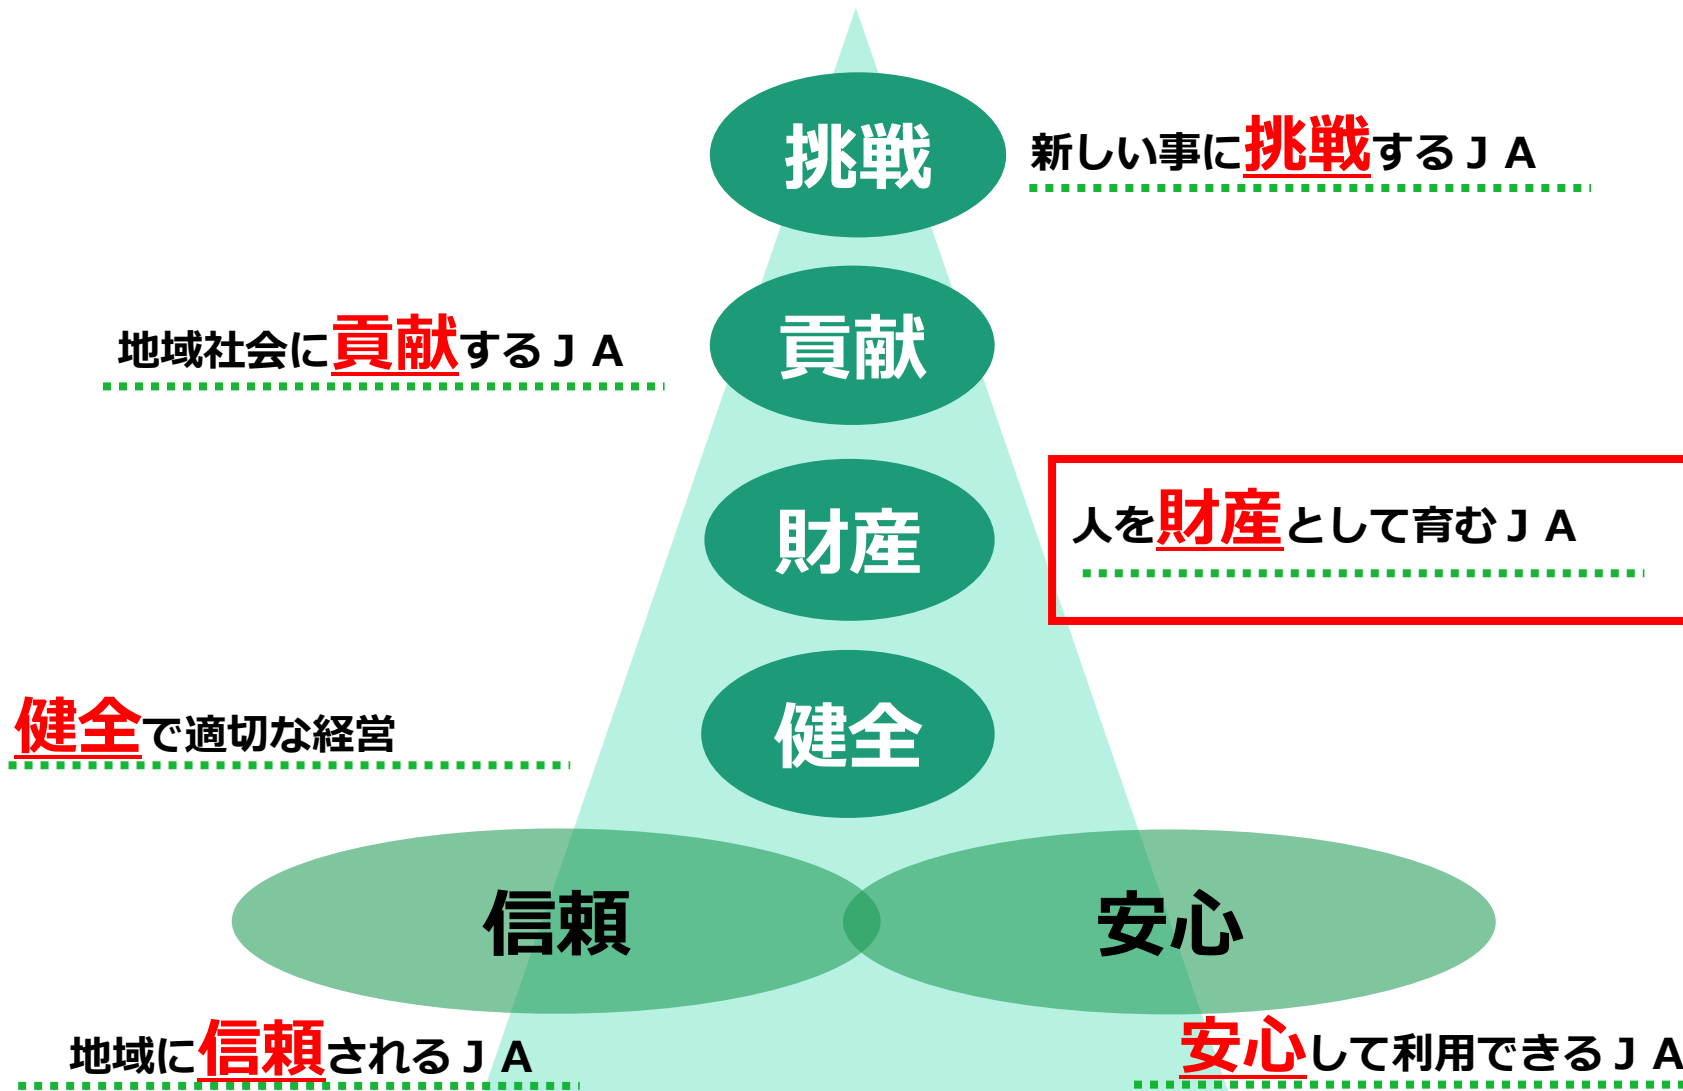 挑戦
新しい事に挑戦するＪＡ
貢献
地域社会に貢献するＪＡ
財産
人を財産として育むＪＡ
健全
健全で適切な経営
信頼
安心
地域に信頼されるＪＡ
安心して利用できるＪＡ